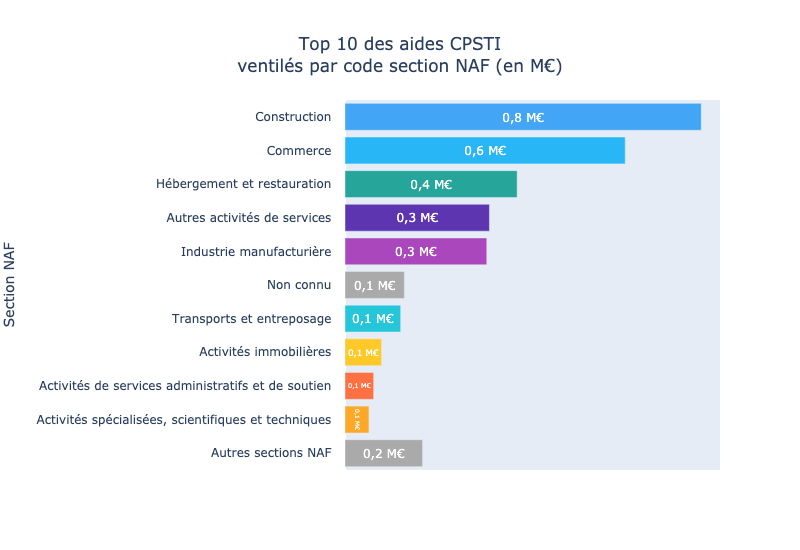 Top 10 des aides CPSTI
ventilés par code section NAF (en M€)
Section NAF
Construction 0,8 M€
Commerce 0,6 M€
Hébergement et restauration 0,4 M€
Autres activités de services 0,3 M€
Industrie manufacturière 0,3 M€
Non connu 0,1 M€
Transports et entreposage 0,1 M€
Activités immobilières 0,1 M€
Activités de services administratifs et de soutien 0,1 M€
Activités spécialisées, scientifiques et techniques 0,1 M€
Autres sections NAF 0,2 M€